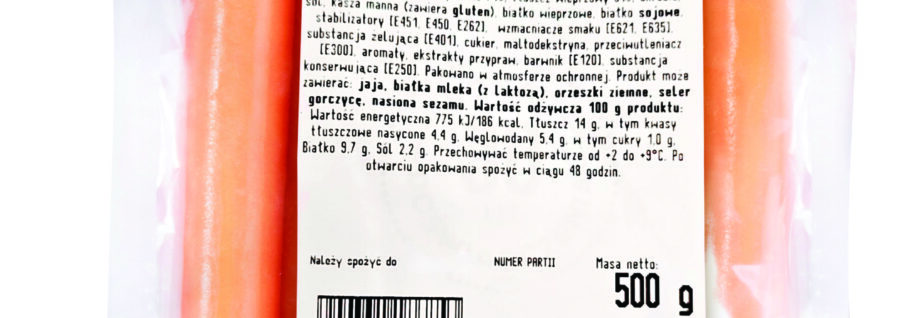 sól, kasza manna (zawiera gluten), białko wieprzowe, białko sojowe,
stabilizatory [E451, E450, E262], wzmacniacze smaku [E621, E635],
substancja żelująca [E401], cukier, maltodekstryna, przeciwutleniacz
[E300], aromaty, ekstrakty przypraw, barwnik [E120], substancja
konserwująca [E250]. Pakowano w atmosferze ochronnej. Produkt może
zawierać: jaja, białka mleka (z laktozą), orzeszki ziemne, seler
gorczycę, nasiona sezamu. Wartość odżywcza 100 g produktu:
Wartość energetyczna 775 kJ/186 kcal, Tłuszcz 14 g, w tym kwasy
tłuszczowe nasycone 4.4 g, Węglowodany 5.4 g, w tym cukry 1.0 g,
Białko 9.7 g, Sól 2.2 g. Przechowywać temperaturze od +2 do +9°C. Po
otwarciu opakowania spożyć w ciągu 48 godzin.
Należy spożyć do NUMER PARTII Masa netto:
500 g